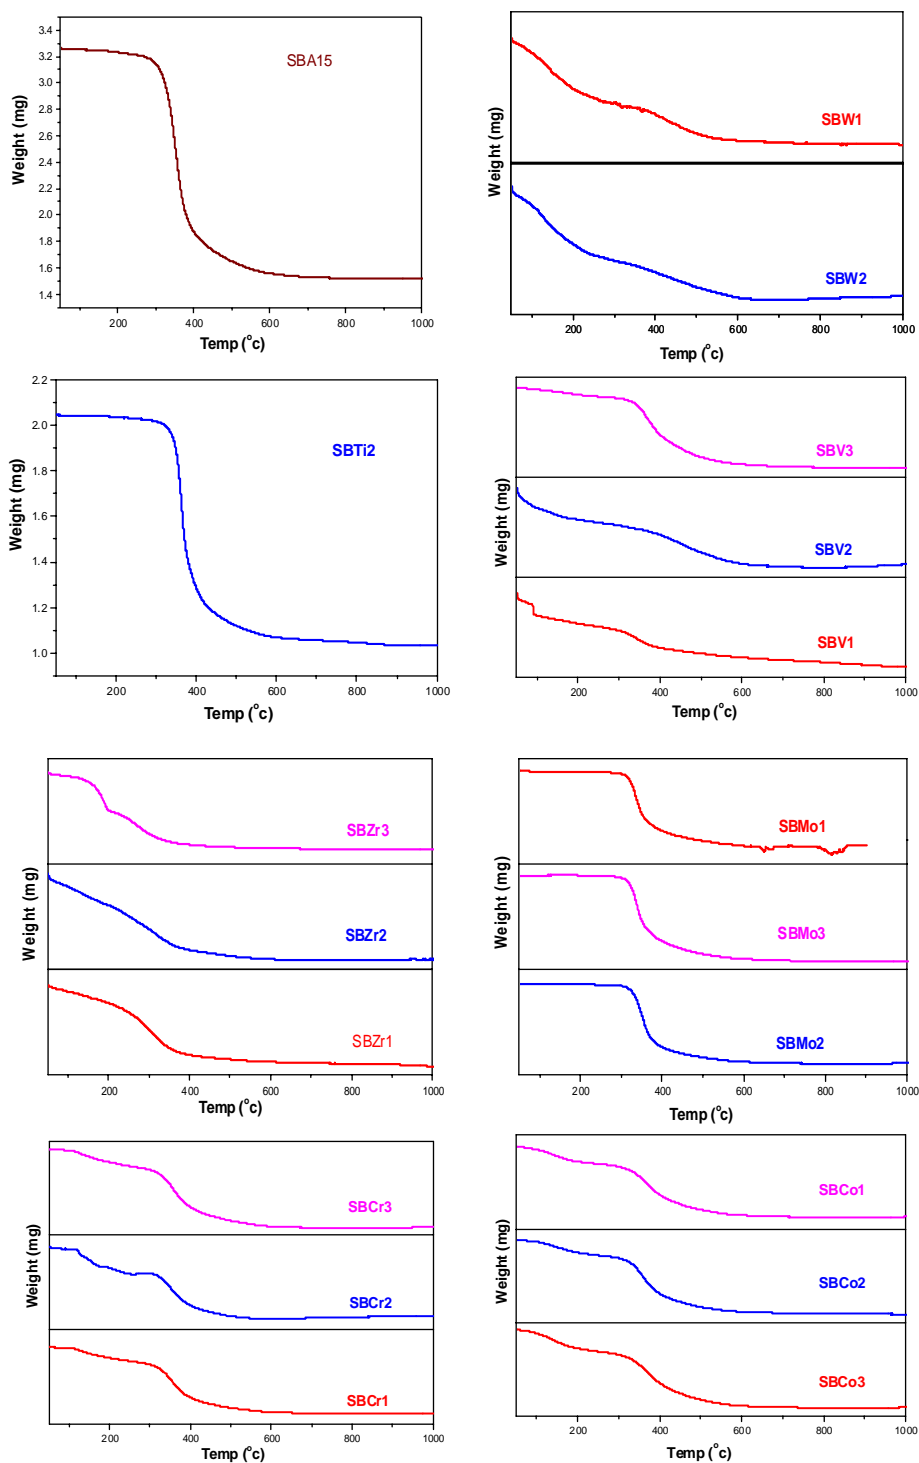 3.4
3.2
3.0
2.8
2.6
2.4
2.2
2.0
1.8
1.6
1.4
Weight (mg)
SBA15
200
400
600
800
1000
Temp (°c)
Weight (mg)
SBW1
SBW2
200
400
600
800
1000
Temp (°c)
2.2
2.0
1.8
1.6
1.4
1.2
1.0
Weight (mg)
SBTi2
200
400
600
800
1000
Temp (°c)
Weight (mg)
SBV3
SBV2
SBV1
200
400
600
800
1000
Temp (°c)
Weight (mg)
SBZr3
SBZr2
SBZr1
200
400
600
800
1000
Temp (°c)
Weight (mg)
SBMo1
SBMo3
SBMo2
200
400
600
800
1000
Temp (°c)
Weight (mg)
SBCr3
SBCr2
SBCr1
200
400
600
800
1000
Temp (°c)
Weight (mg)
SBCo1
SBCo2
SBCo3
200
400
600
800
1000
Temp (°c)